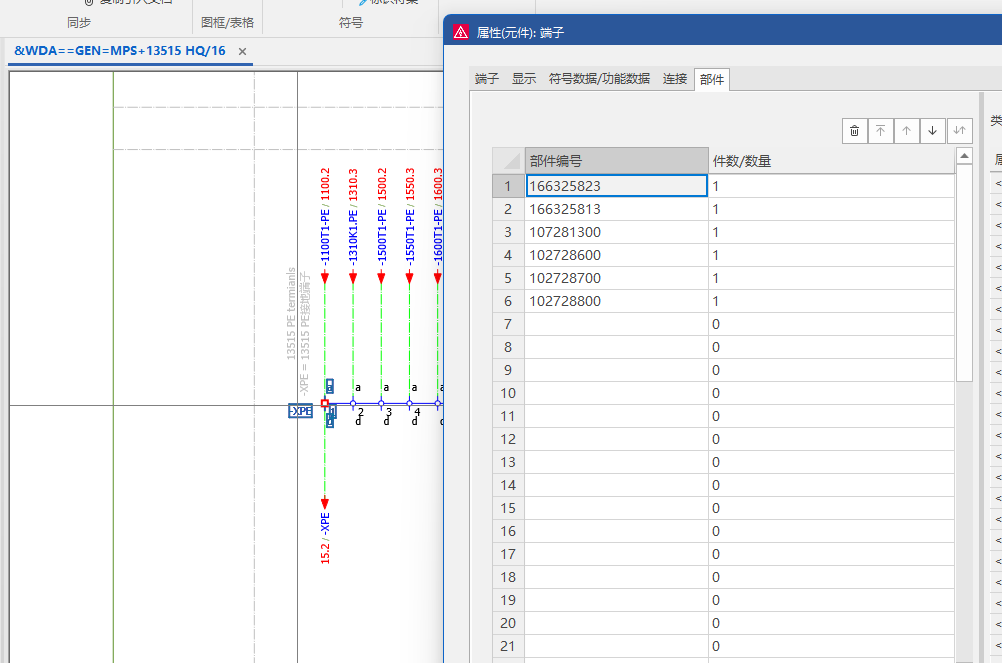 同步
图框/表格
符号
&WDA==GEN=MPS+13515 HQ/16 ×
属性(元件): 端子
端子 显示 符号数据/功能数据 连接 部件
部件编号 件数/数量
1 166325823 1
2 166325813 1
3 107281300 1
4 102728600 1
5 102728700 1
6 102728800 1
7 0
8 0
9 0
10 0
11 0
12 0
13 0
14 0
15 0
16 0
17 0
18 0
19 0
20 0
21 0
-1100T1-PE / 1100.2
-1310K1.PE / 1310.3
-1500T1-PE / 1500.2
-1550T1-PE / 1550.3
-1600T1-PE / 1600.3
13515 PE termianls
-XPE = 13515 PE接地端子
a a a a
-XPE
2 3 4
d d d
15.2 / -XPE